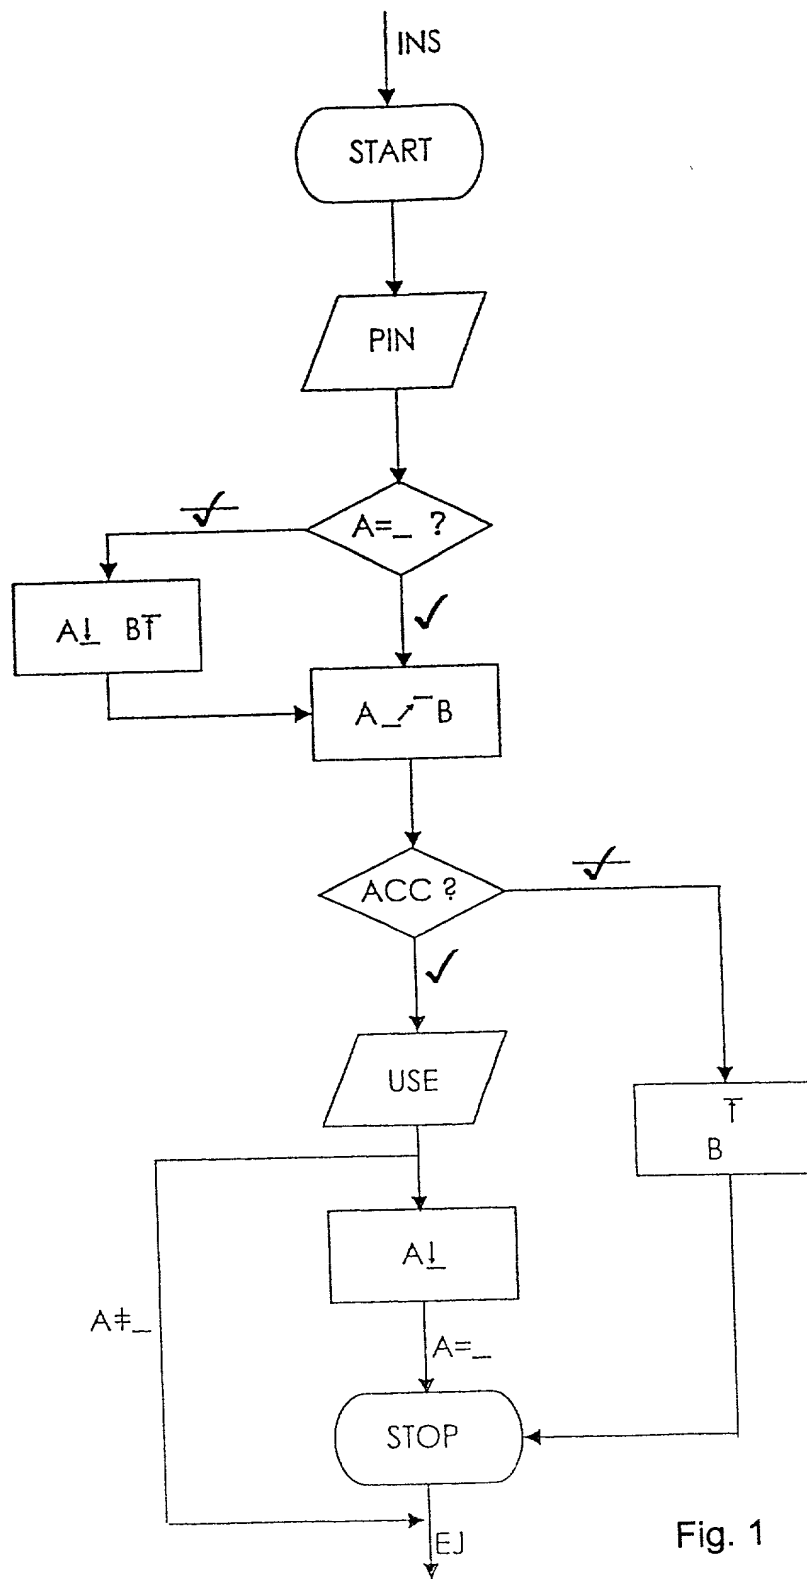 INS
START
PIN
A=_ ?
✓
✓
A↓_ B↑‾
A_↗‾B
ACC ?
✓
✓
USE
↑‾
B
A↓_
A≠_
A=_
STOP
EJ
Fig. 1